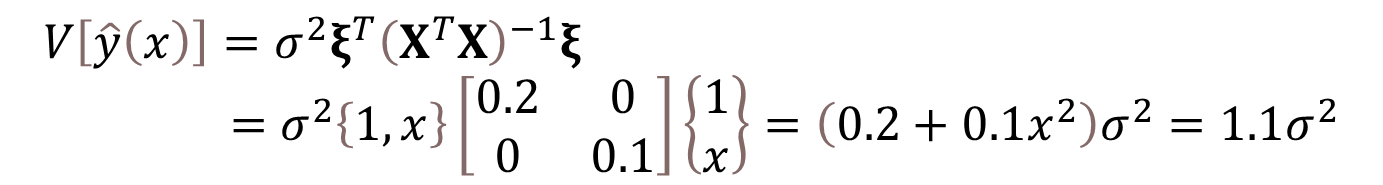 V[ŷ(x)] = σ²ξᵀ(XᵀX)⁻¹ξ
= σ²{1, x} [0.2 0 0 0.1] {1 x} = (0.2 + 0.1x²)σ² = 1.1σ²